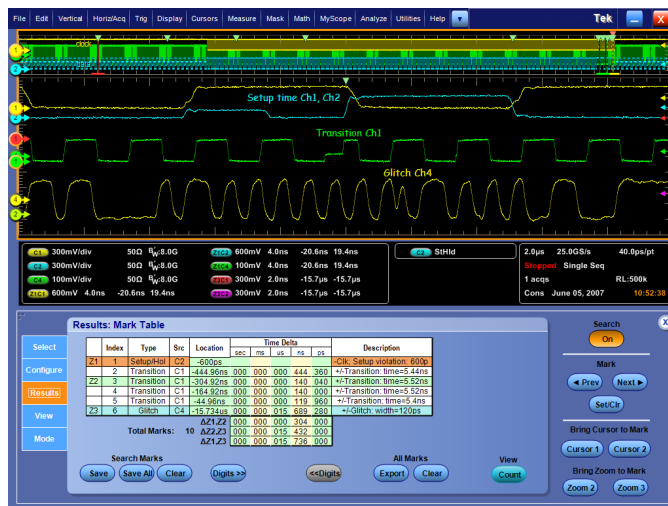 File Edit Vertical Horiz/Acq Trig Display Cursors Measure Mask Math MyScope Analyze Utilities Help Tek X
clock
Setup time Ch1, Ch2
Transition Ch1
Glitch Ch4
C1 300mV/div 50Ω BW:8.0G Z1C2 600mV 4.0ns -20.6ns 19.4ns C2 StHld 2.0µs 25.0GS/s 40.0ps/pt
C2 300mV/div 50Ω BW:8.0G Z1C4 100mV 4.0ns -20.6ns 19.4ns Stopped Single Seq
C4 100mV/div 50Ω BW:8.0G Z3C1 300mV 2.0ns -15.7µs -15.7µs 1 acqs RL:500k
Z1C1 600mV 4.0ns -20.6ns 19.4ns Z3C2 300mV 2.0ns -15.7µs -15.7µs Cons June 05, 2007 10:52:38
Results: Mark Table
Search
On
Select
Configure
Results
View
Mode
Index Type Src Location Time Delta Description
sec ms us ns ps
Z1 1 Setup/Hol C2 -600ps -Clk; Setup violation: 600p
2 Transition C1 -444.96ns 000 000 000 444 360 +/-Transition: time=5.44ns
Z2 3 Transition C1 -304.92ns 000 000 000 140 040 +/-Transition: time=5.52ns
4 Transition C1 -164.92ns 000 000 000 140 000 +/-Transition: time=5.52ns
5 Transition C1 -44.96ns 000 000 000 119 960 +/-Transition: time=5.4ns
Z3 6 Glitch C4 -15.734us 000 000 015 689 280 +/-Glitch; width=120ps
ΔZ1,Z2 000 000 000 304 000
Total Marks: 10 ΔZ2,Z3 000 000 015 432 000
ΔZ1,Z3 000 000 015 736 000
Search Marks
Save Save All Clear Digits >> <<Digits
All Marks
Export Clear
View
Count
Mark
◄ Prev Next ►
Set/Clr
Bring Cursor to Mark
Cursor 1 Cursor 2
Bring Zoom to Mark
Zoom 2 Zoom 3